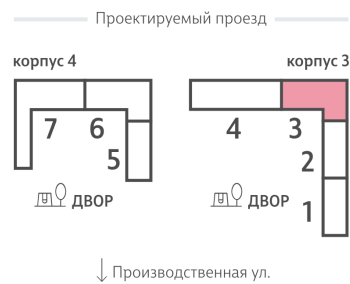 Проектируемый проезд
корпус 4
корпус 3
7 6
5
4 3
2
1
ДВОР
ДВОР
↓ Производственная ул.